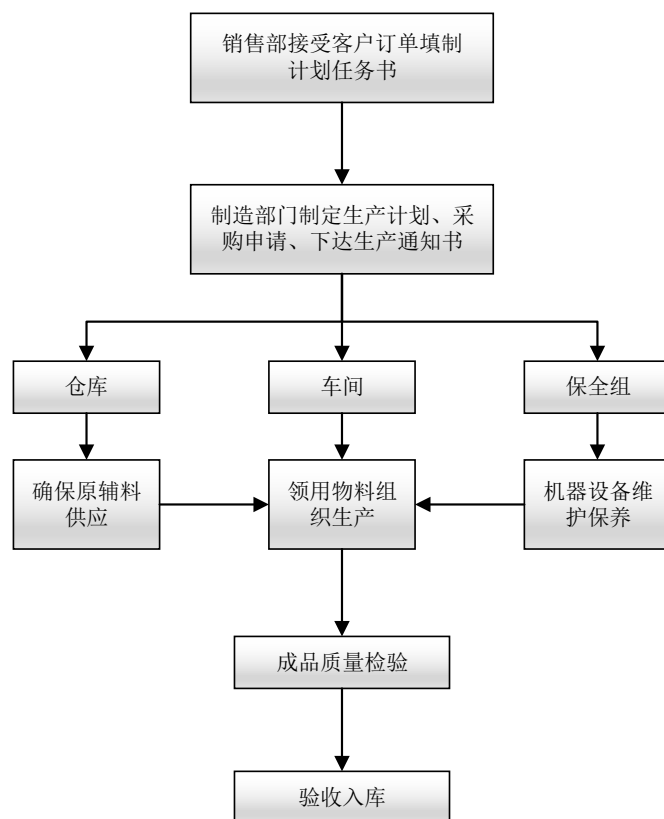 销售部接受客户订单填制
计划任务书
制造部门制定生产计划、采
购申请、下达生产通知书
仓库
车间
保全组
确保原辅料
供应
领用物料组
织生产
机器设备维
护保养
成品质量检验
验收入库